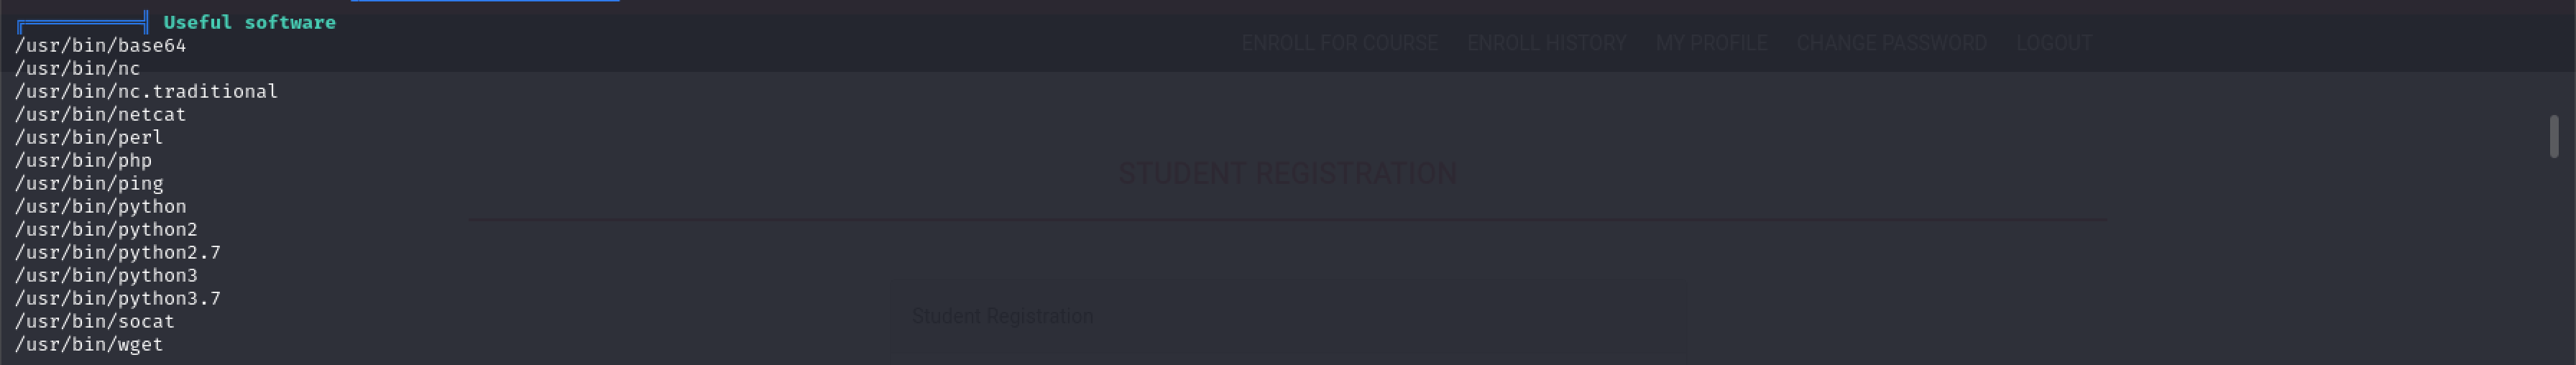 Useful software
/usr/bin/base64
/usr/bin/nc
/usr/bin/nc.traditional
/usr/bin/netcat
/usr/bin/perl
/usr/bin/php
/usr/bin/ping
/usr/bin/python
/usr/bin/python2
/usr/bin/python2.7
/usr/bin/python3
/usr/bin/python3.7
/usr/bin/socat
/usr/bin/wget
ENROLL FOR COURSE ENROLL HISTORY MY PROFILE CHANGE PASSWORD LOGOUT
STUDENT REGISTRATION
Student Registration